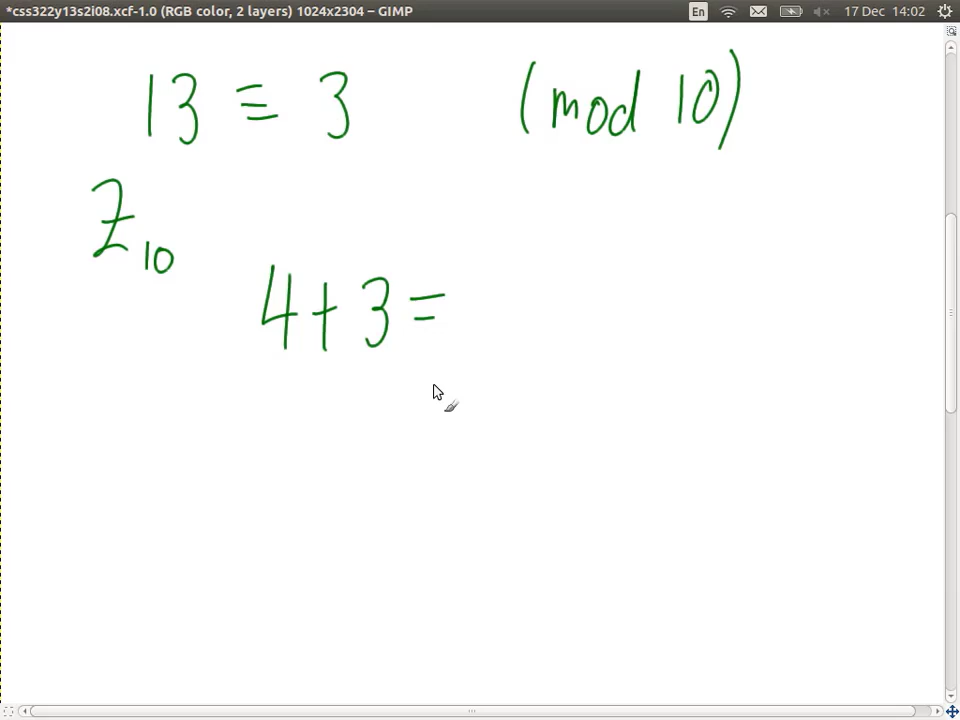 *css322y13s2i08.xcf-1.0 (RGB color, 2 layers) 1024x2304 – GIMP
En
17 Dec 14:02
13 ≡ 3 (mod 10)
Z₁₀
4+3=